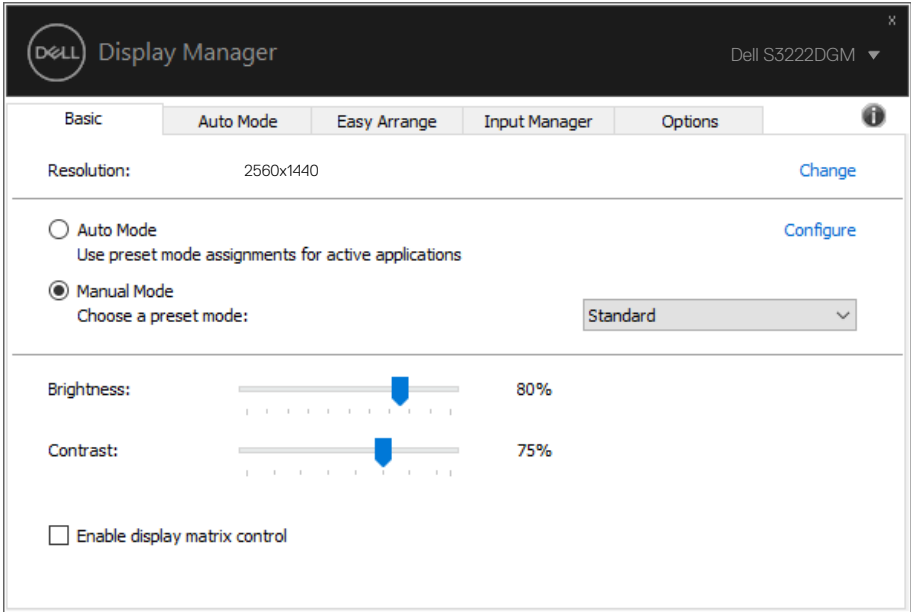 DELL Display Manager
x
Dell S3222DGM
Basic Auto Mode Easy Arrange Input Manager Options
Resolution: 2560x1440 Change
Auto Mode Configure
Use preset mode assignments for active applications
Manual Mode
Choose a preset mode: Standard
Brightness: 80%
Contrast: 75%
Enable display matrix control